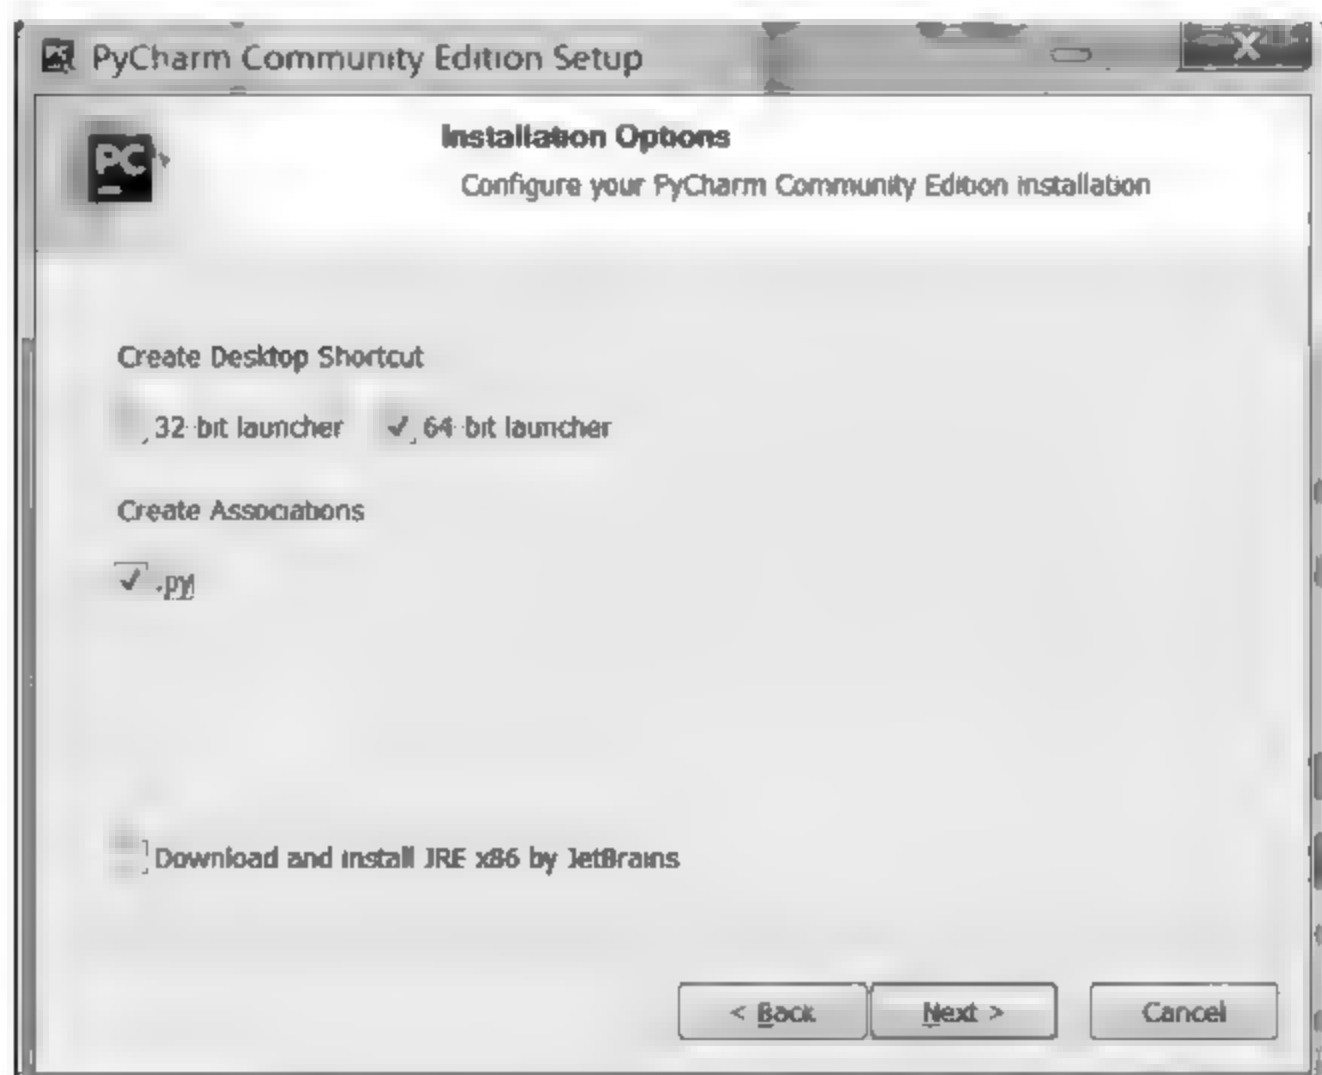 PyCharm Community Edition Setup
X
PC
Installation Options
Configure your PyCharm Community Edition installation
Create Desktop Shortcut
32-bit launcher 64-bit launcher
Create Associations
.py
Download and install JRE x86 by JetBrains
< Back Next > Cancel